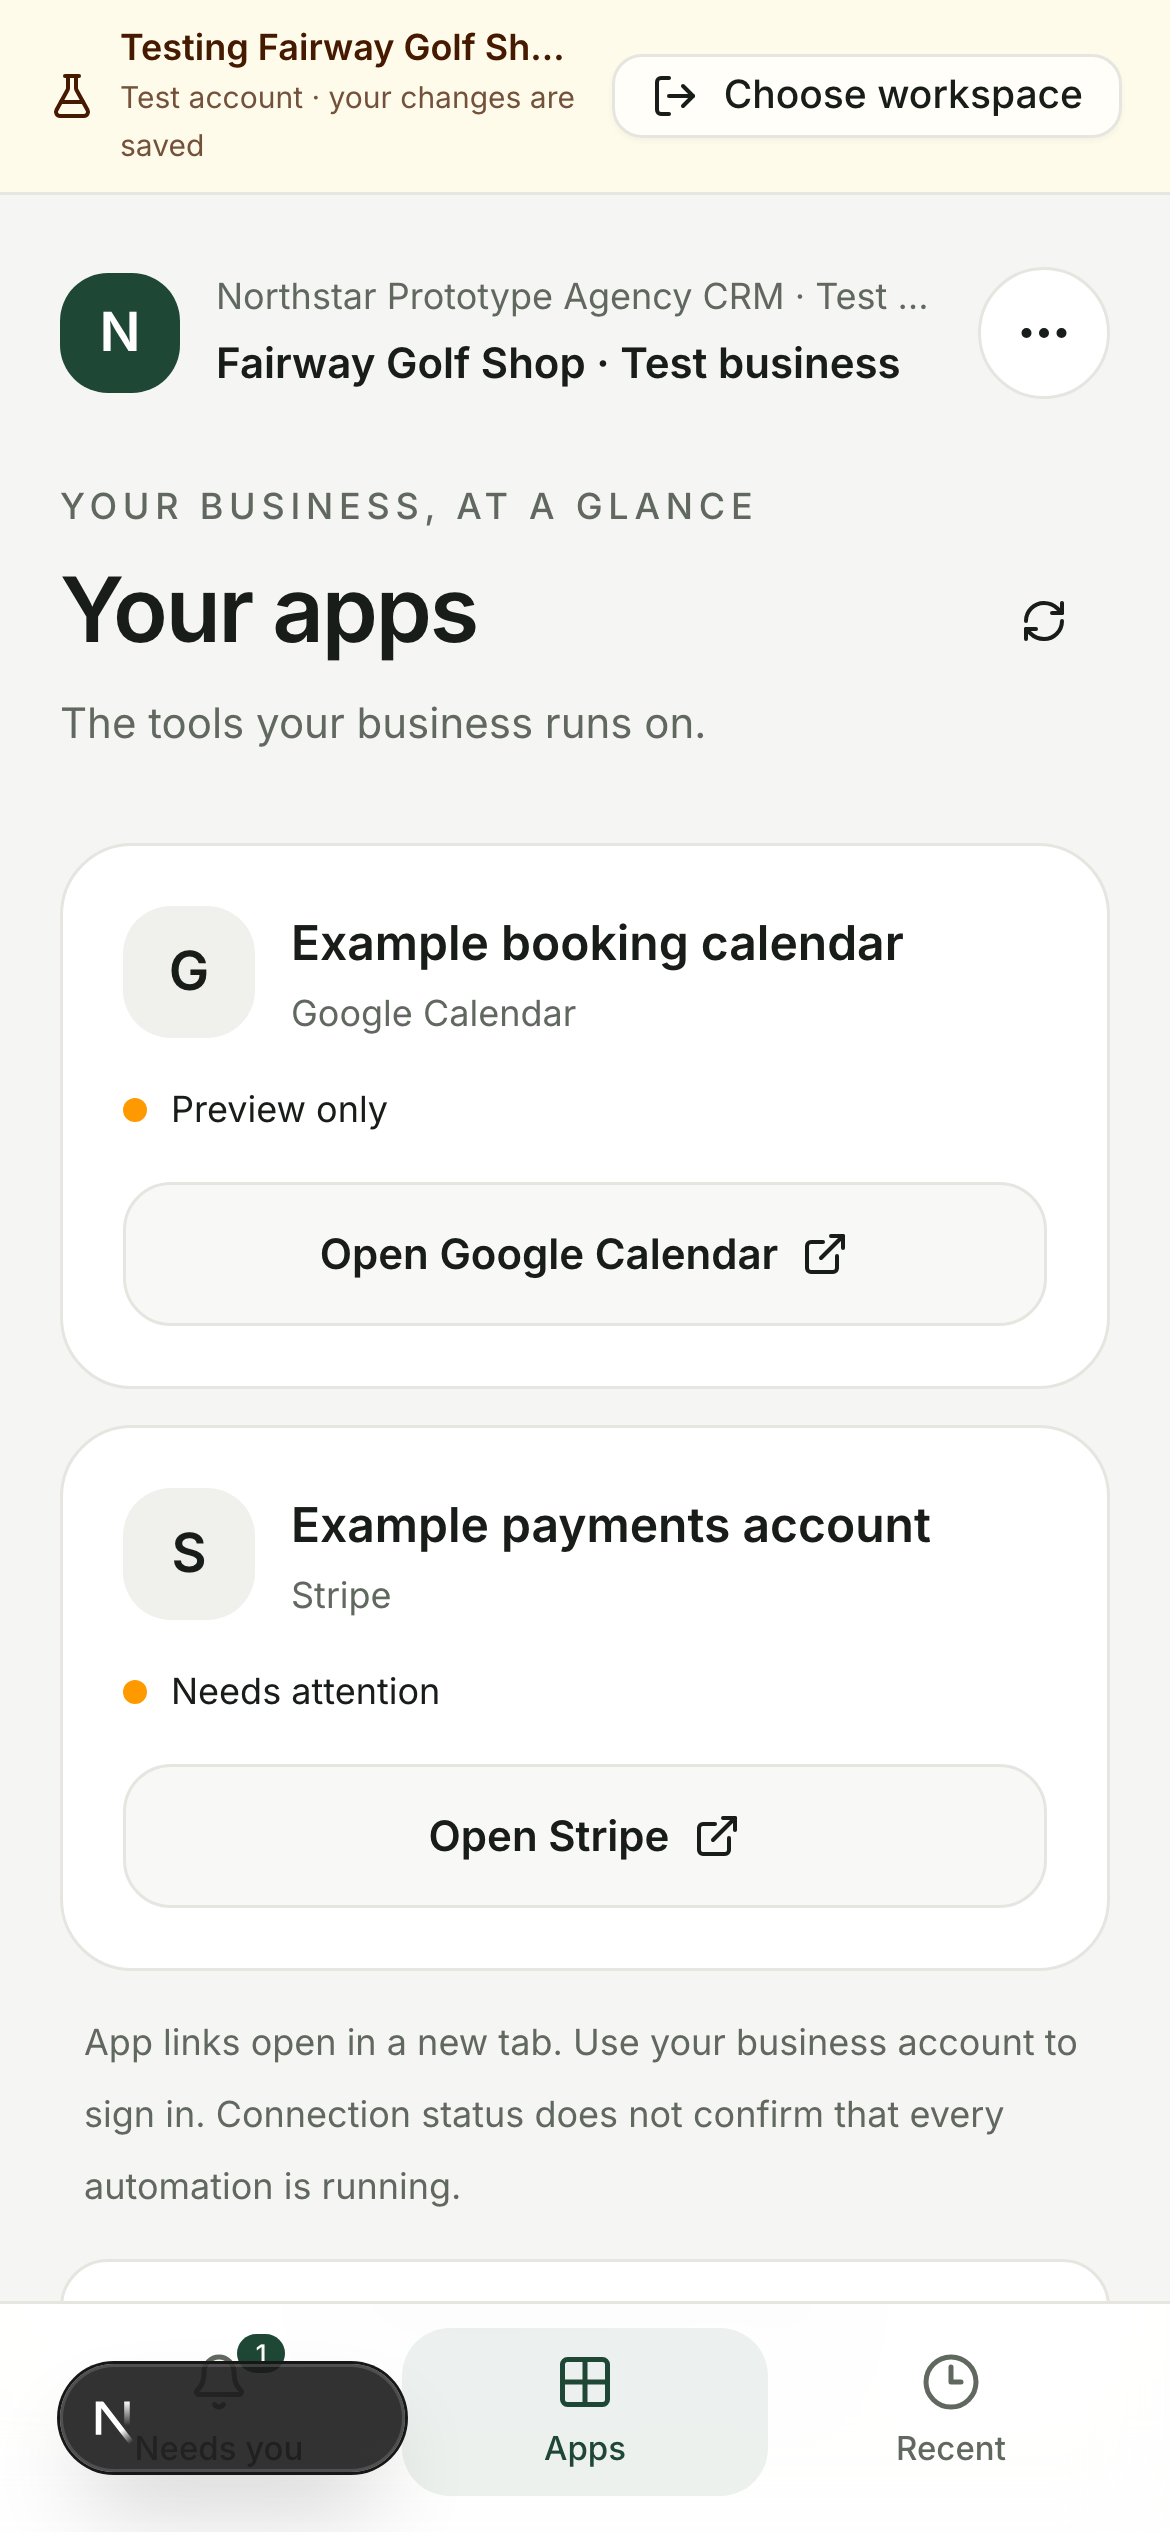 Testing Fairway Golf Sh...
Test account · your changes are
saved
Choose workspace
N
Northstar Prototype Agency CRM · Test ...
Fairway Golf Shop · Test business
YOUR BUSINESS, AT A GLANCE
Your apps
The tools your business runs on.
G
Example booking calendar
Google Calendar
Preview only
Open Google Calendar
S
Example payments account
Stripe
Needs attention
Open Stripe
App links open in a new tab. Use your business account to
sign in. Connection status does not confirm that every
automation is running.
1
N
Needs you
Apps
Recent